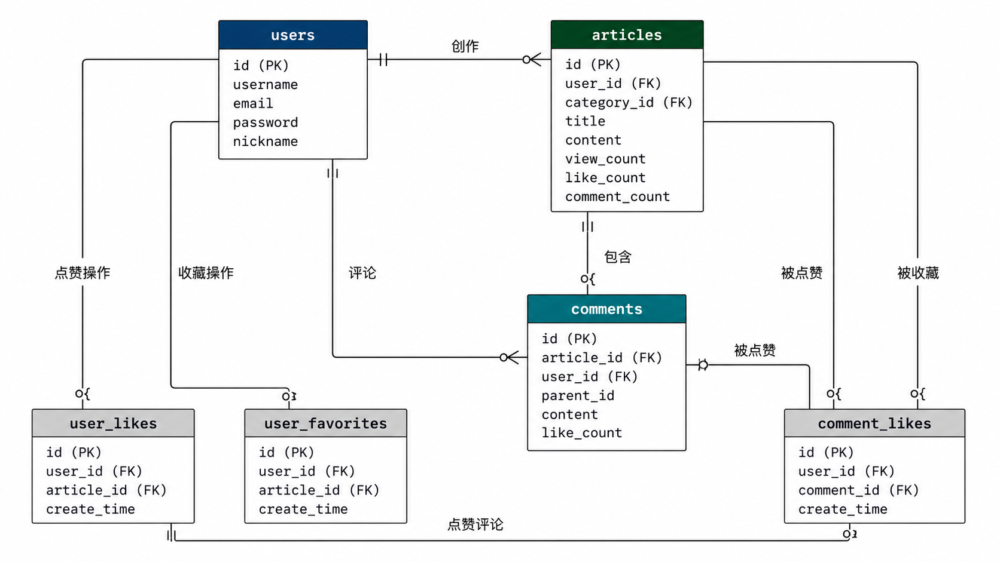 users
id (PK)
username
email
password
nickname
创作
articles
id (PK)
user_id (FK)
category_id (FK)
title
content
view_count
like_count
comment_count
点赞操作
收藏操作
评论
包含
被点赞
被收藏
comments
id (PK)
article_id (FK)
user_id (FK)
parent_id
content
like_count
被点赞
user_likes
id (PK)
user_id (FK)
article_id (FK)
create_time
user_favorites
id (PK)
user_id (FK)
article_id (FK)
create_time
comment_likes
id (PK)
user_id (FK)
comment_id (FK)
create_time
点赞评论